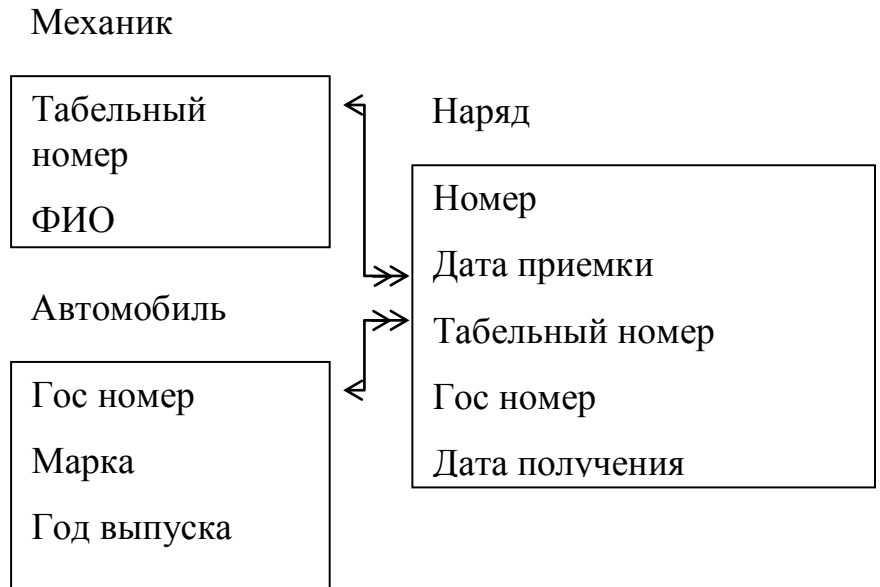 Механик
Табельный
номер
ФИО
Автомобиль
Гос номер
Марка
Год выпуска
Наряд
Номер
Дата приемки
Табельный номер
Гос номер
Дата получения